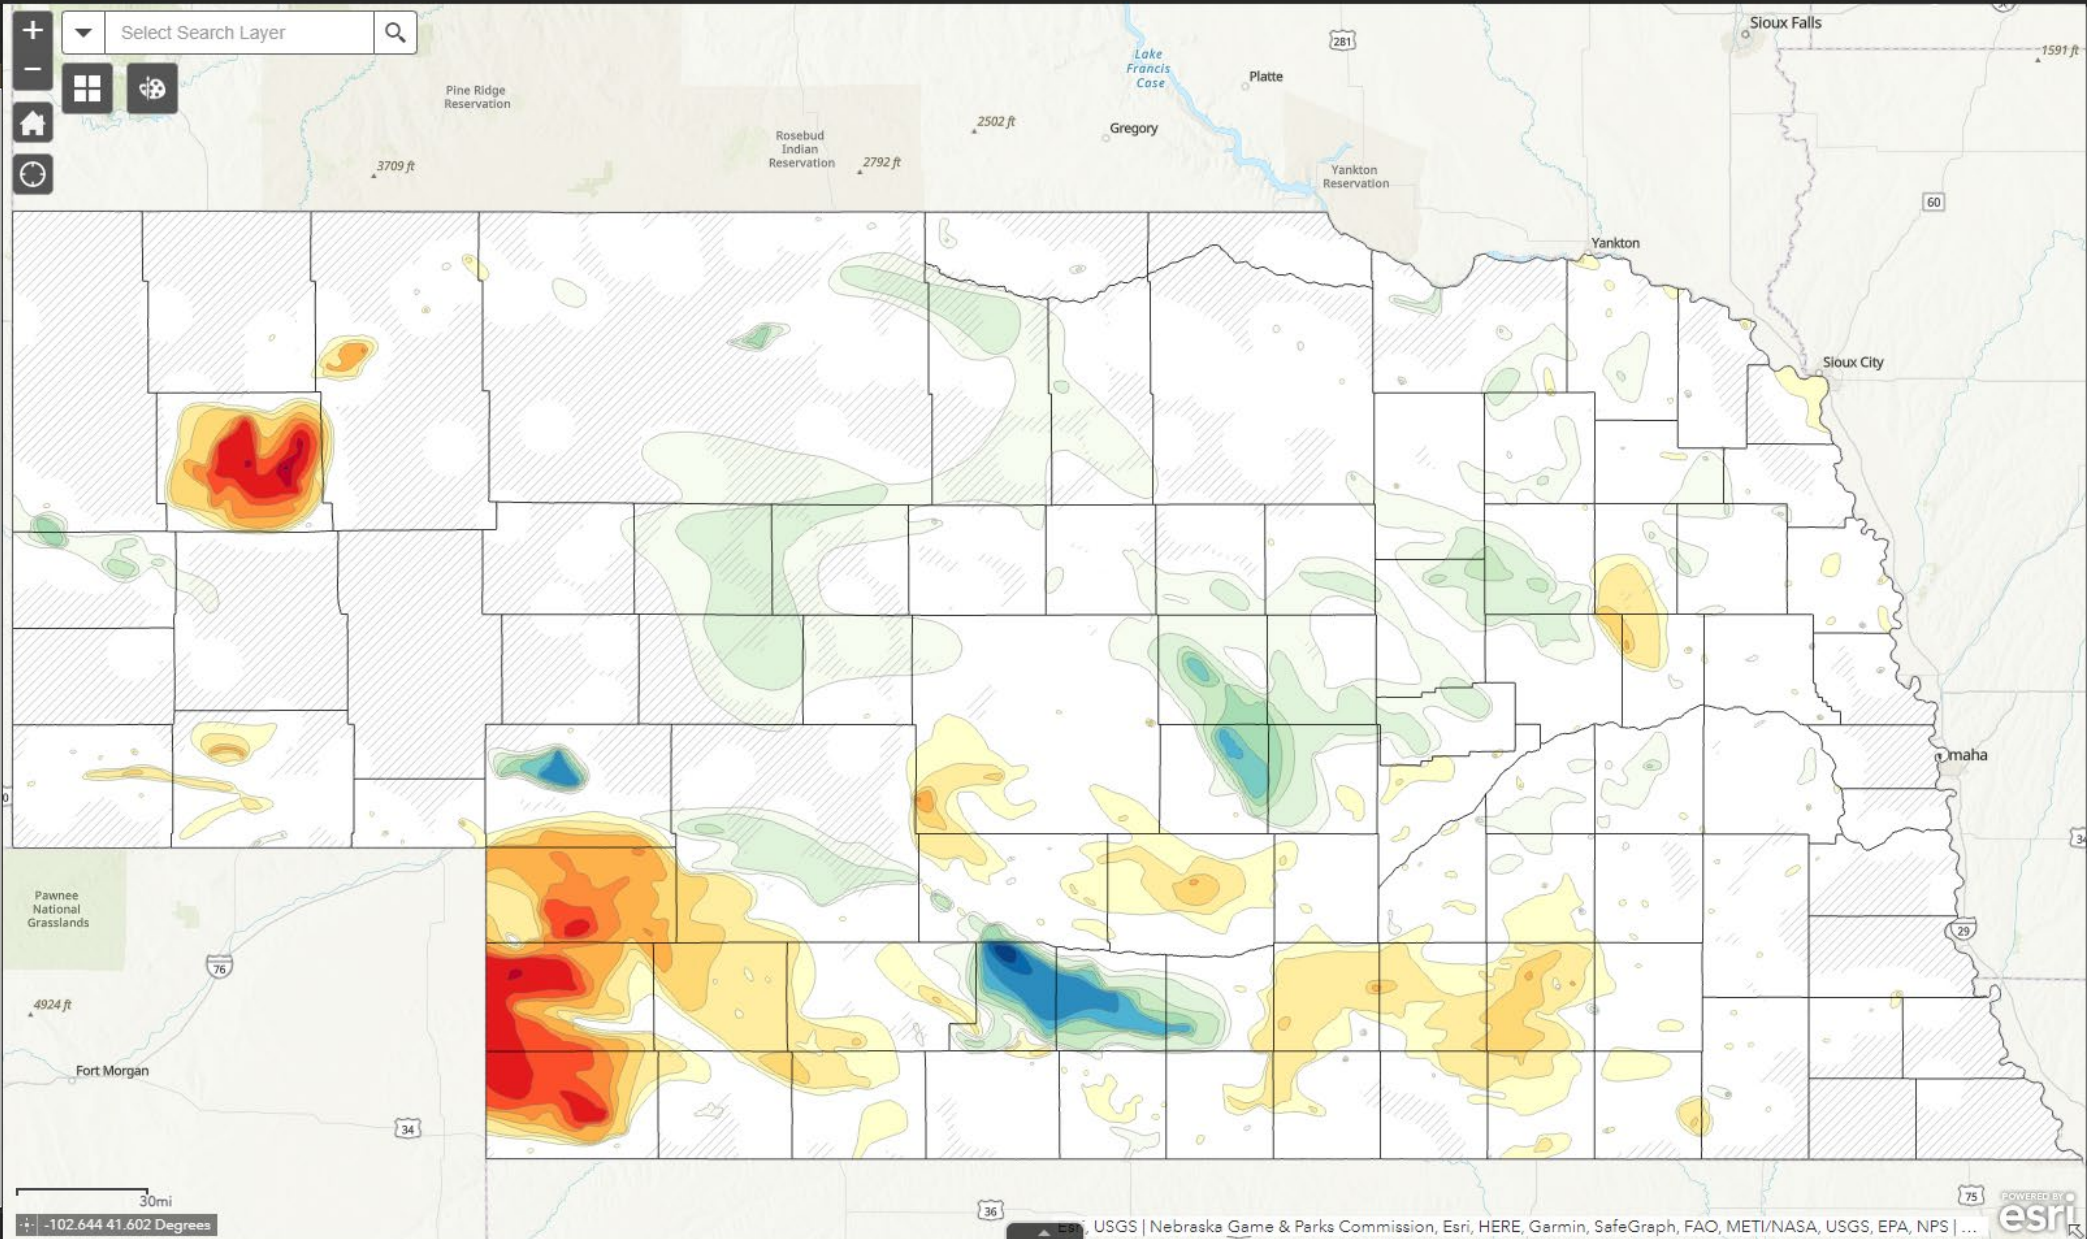 +
−
Select Search Layer
Sioux Falls
1591 ft
281
Lake
Francis
Case
Platte
Pine Ridge
Reservation
2502 ft
Gregory
Rosebud
Indian
Reservation
2792 ft
3709 ft
Yankton
Reservation
60
Yankton
Sioux City
maha
Pawnee
National
Grasslands
29
76
4924 ft
Fort Morgan
34
30mi
36
75
-102.644 41.602 Degrees
Esri, USGS | Nebraska Game & Parks Commission, Esri, HERE, Garmin, SafeGraph, FAO, METI/NASA, USGS, EPA, NPS | ...
POWERED BY
esri